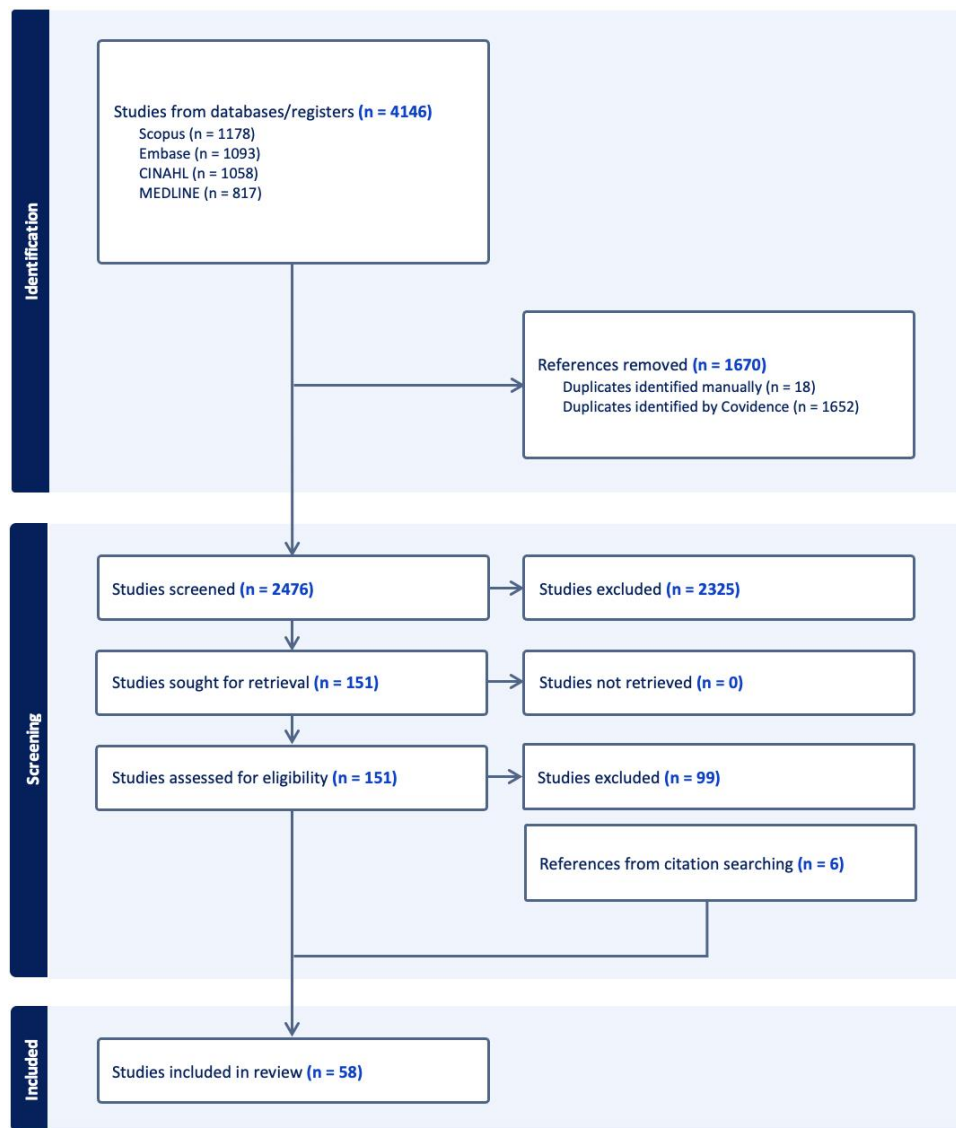 Identification
Studies from databases/registers (n = 4146)
Scopus (n = 1178)
Embase (n = 1093)
CINAHL (n = 1058)
MEDLINE (n = 817)
References removed (n = 1670)
Duplicates identified manually (n = 18)
Duplicates identified by Covidence (n = 1652)
Screening
Studies screened (n = 2476)
Studies excluded (n = 2325)
Studies sought for retrieval (n = 151)
Studies not retrieved (n = 0)
Studies assessed for eligibility (n = 151)
Studies excluded (n = 99)
References from citation searching (n = 6)
Included
Studies included in review (n = 58)